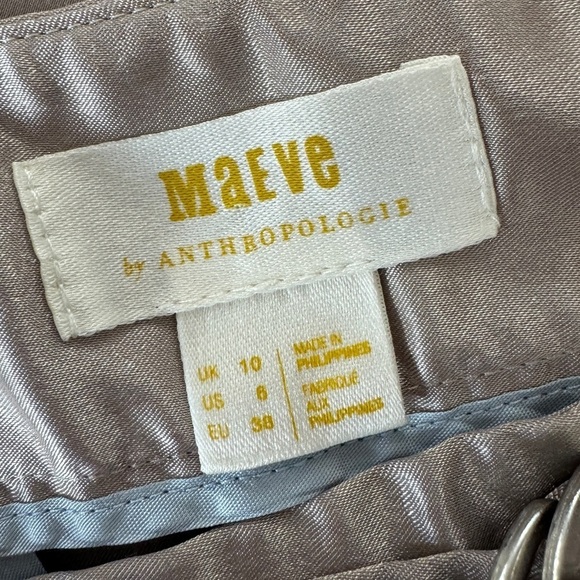 MaEve
by ANTHROPOLOGIE
UK 10
US 6
EU 38
MADE IN
PHILIPPINES
FABRIQUÉ
AUX
PHILIPPINES